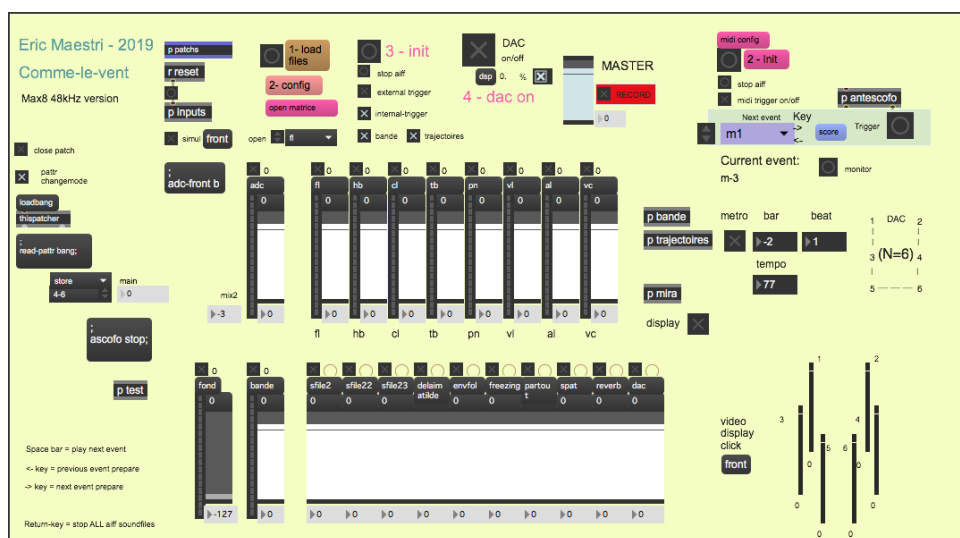 Eric Maestri - 2019
Comme-le-vent
Max8 48kHz version
close patch
pattr
changemode
loadbang
thispatcher
;
read-pattr bang;
store
4-6
main
0
;
ascofo stop;
p test
Space bar = play next event
<- key = previous event prepare
-> key = next event prepare
Return-key = stop ALL aiff soundfiles
p patchs
r reset
p inputs
simul
front
;
adc-front b
1- load
files
2- config
open matrice
open
fl
3 - init
stop aiff
external trigger
internal-trigger
bande
trajectoires
DAC
on/off
dsp
0.
%
4 - dac on
MASTER
RECORD
0
midi config
2 - Init
stop aiff
midi trigger on/off
p antescofo
Next event
m1
Key
->
<-
score
Trigger
Current event:
m-3
monitor
0 0 0 0 0 0 0 0 0
adc fl hb cl tb pn vl al vc
0 0 0 0 0 0 0 0 0
mix2
-3
0 0 0 0 0 0 0 0 0
fl hb cl tb pn vl al vc
p bande
p trajectoires
p mira
display
metro
bar
beat
-2
1
tempo
77
1 DAC 2
3 (N=6) 4
5 6
0 0
fond bande sfile2 sfile22 sfile23 delaim
atilde envfol freezing partou
t spat reverb dac
0 0 0 0 0 0 0 0 0 0 0 0
-127 0 0 0 0 0 0 0 0 0 0 0
video
display
click
front
1 2
3 4
5 6
0 0
0 0
0 0